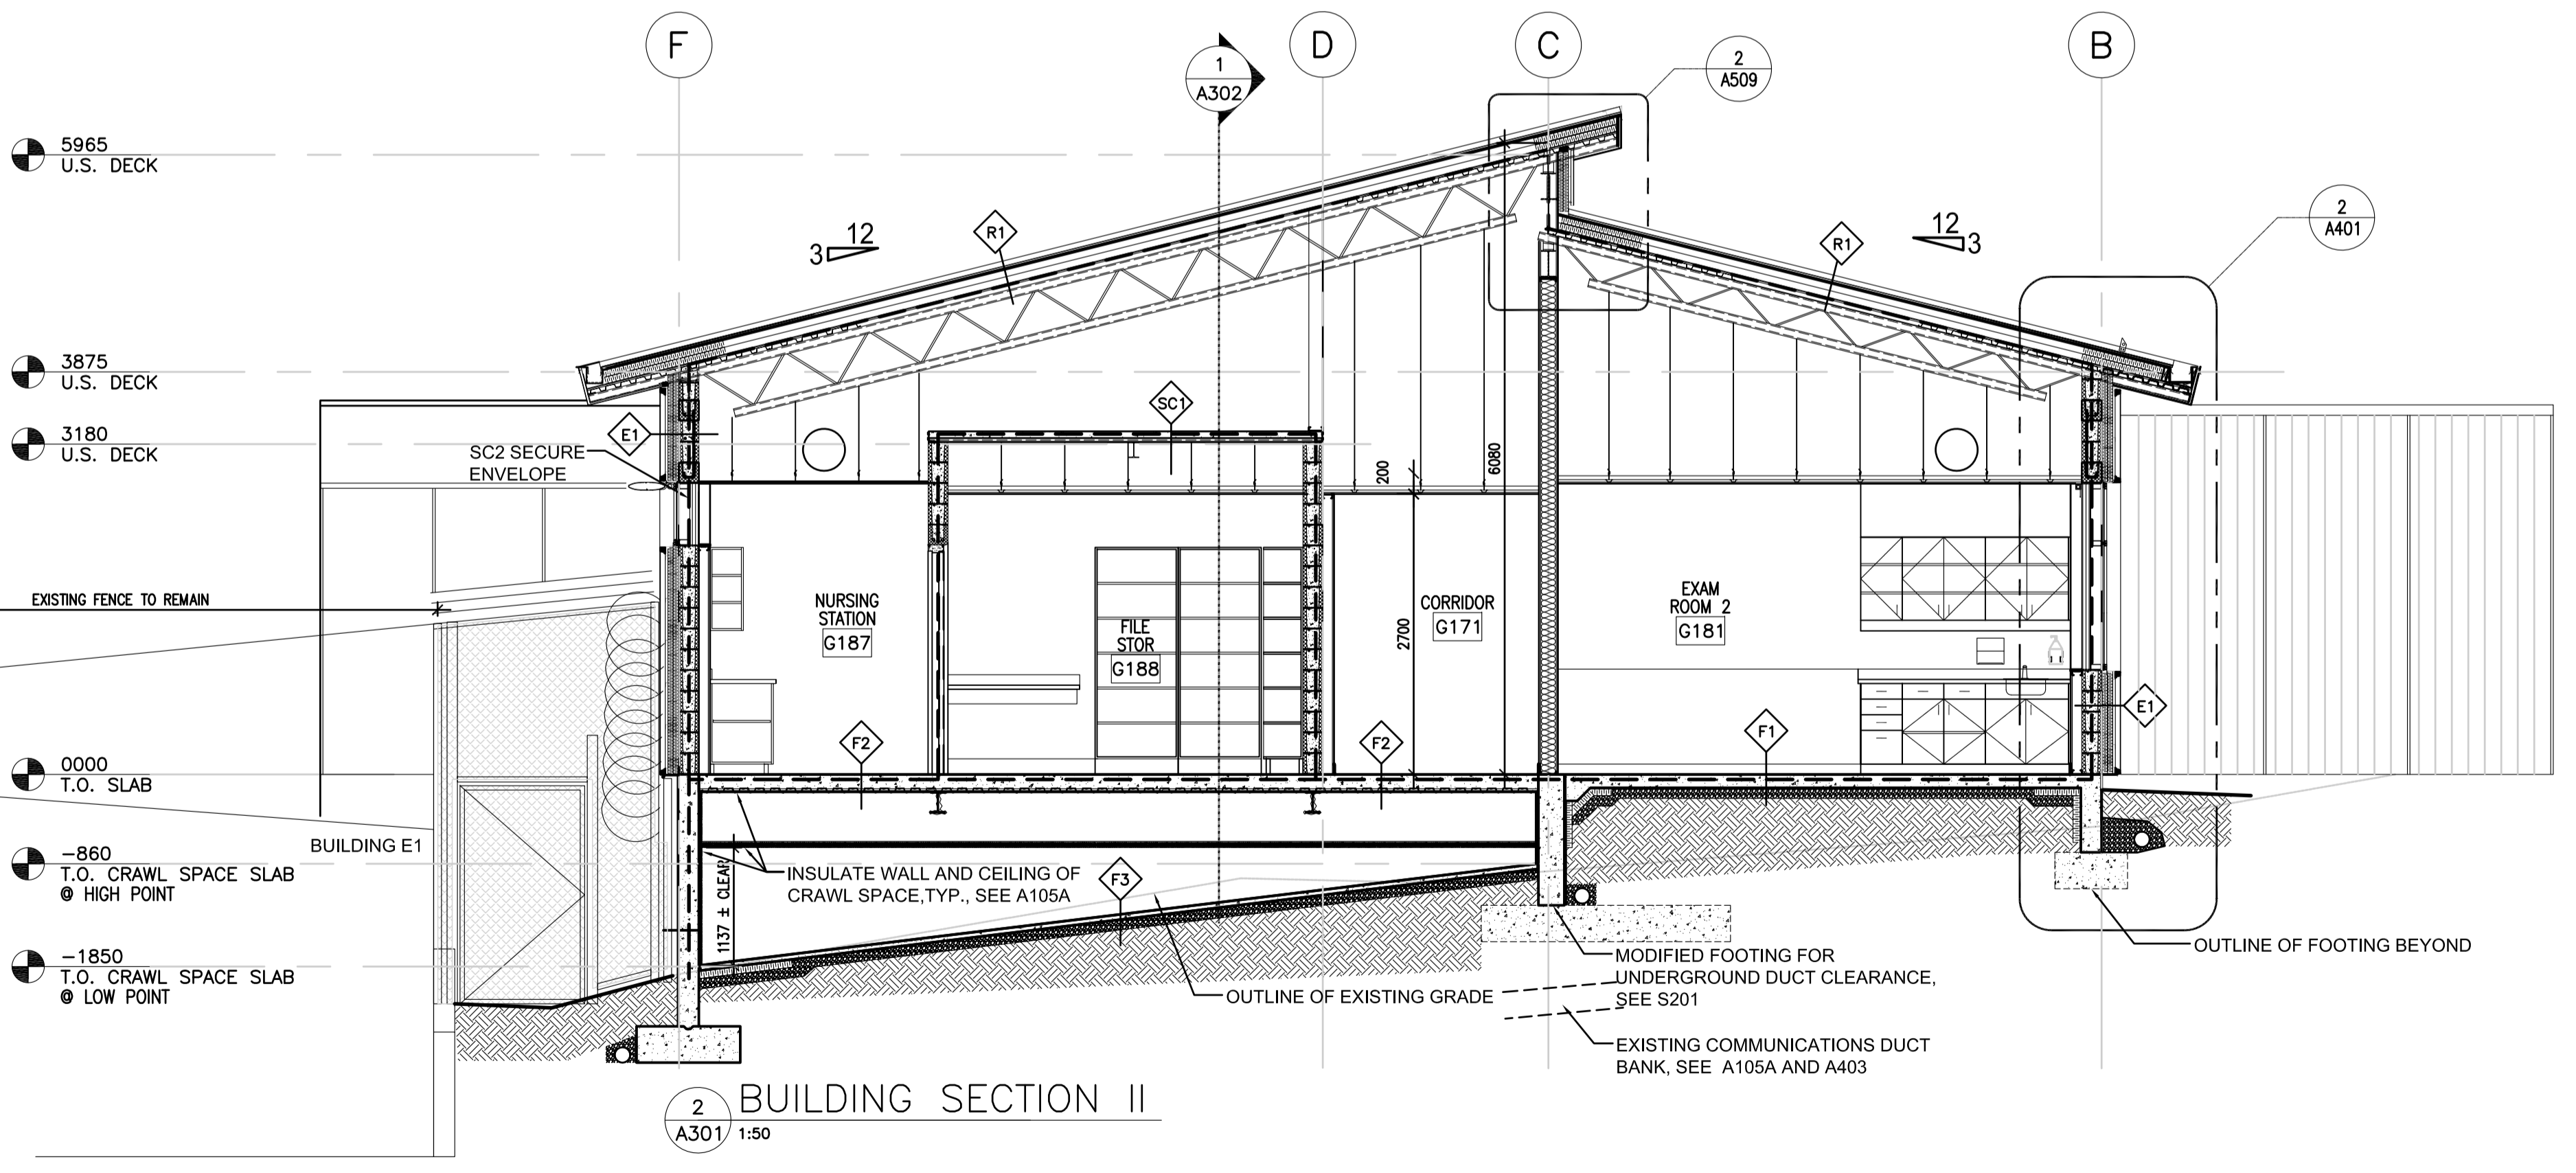 F
D
C
B
1
A302
2
A509
2
A401
5965
U.S. DECK
3875
U.S. DECK
3180
U.S. DECK
12
3
R1
R1
12
3
E1
SC2 SECURE
ENVELOPE
SC1
200
6080
2700
EXISTING FENCE TO REMAIN
NURSING
STATION
G187
FILE
STOR
G188
CORRIDOR
G171
EXAM
ROOM 2
G181
E1
F2
F2
F1
0000
T.O. SLAB
BUILDING E1
-860
T.O. CRAWL SPACE SLAB
@ HIGH POINT
1137 ± CLEAR
INSULATE WALL AND CEILING OF
CRAWL SPACE,TYP., SEE A105A
F3
-1850
T.O. CRAWL SPACE SLAB
@ LOW POINT
OUTLINE OF EXISTING GRADE
MODIFIED FOOTING FOR
UNDERGROUND DUCT CLEARANCE,
SEE S201
OUTLINE OF FOOTING BEYOND
EXISTING COMMUNICATIONS DUCT
BANK, SEE A105A AND A403
2
A301
BUILDING SECTION II
1:50